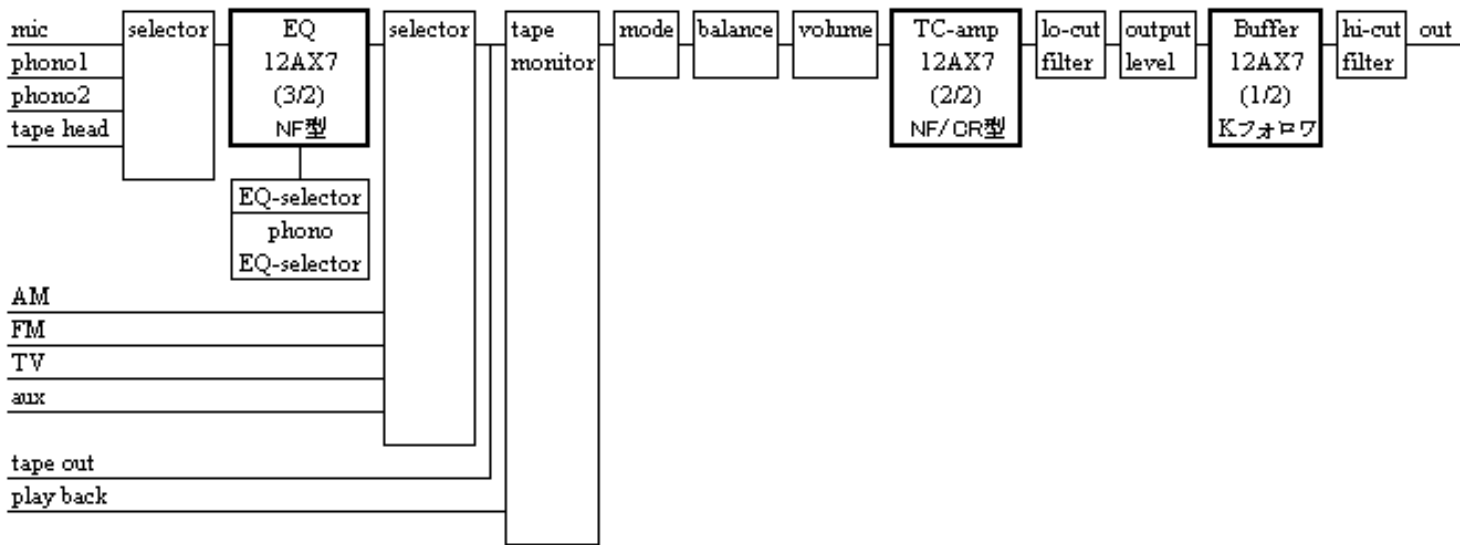 mic
phono1
phono2
tape head
selector
EQ
12AX7
(3/2)
NF型
EQ-selector
phono
EQ-selector
selector
AM
FM
TV
aux
tape out
play back
tape
monitor
mode
balance
volume
TC-amp
12AX7
(2/2)
NF/CR型
lo-cut
filter
output
level
Buffer
12AX7
(1/2)
Kフォロワ
hi-cut
filter
out